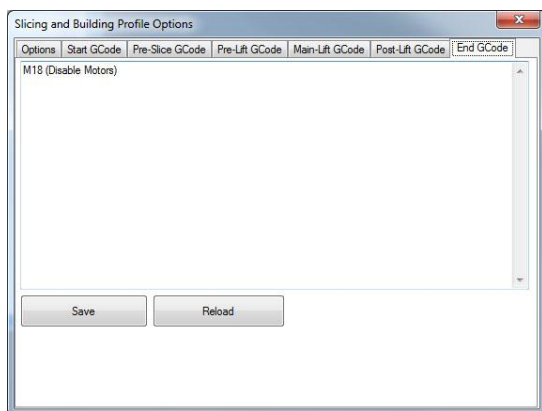 Slicing and Building Profile Options
Options Start GCode Pre-Slice GCode Pre-Lift GCode Main-Lift GCode Post-Lift GCode End GCode
M18 (Disable Motors)
Save Reload